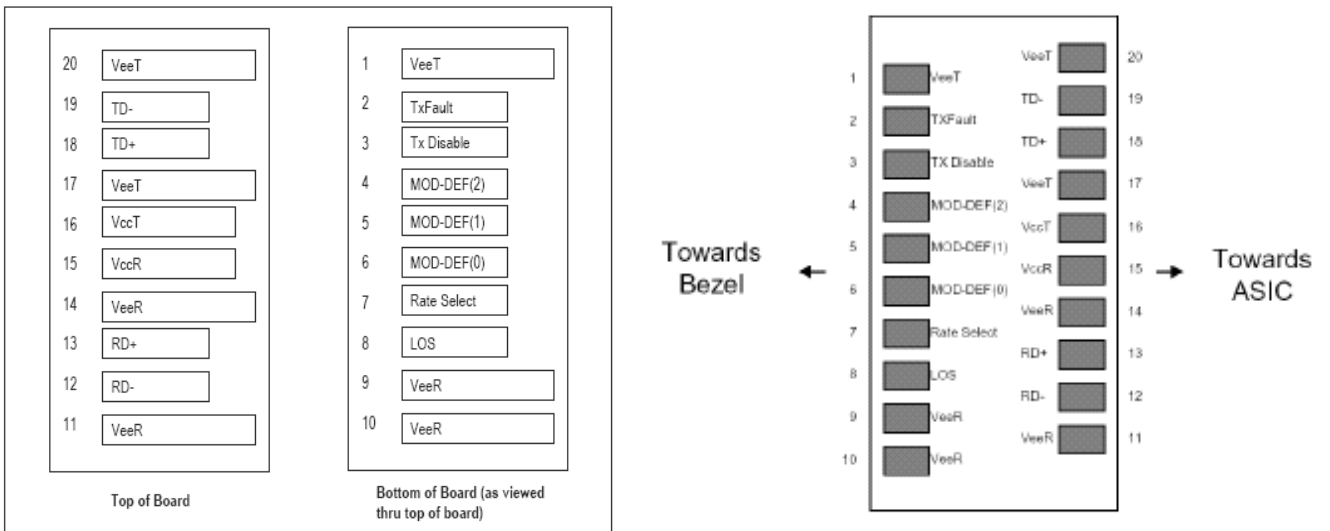 20 VeeT
19 TD-
18 TD+
17 VeeT
16 VccT
15 VccR
14 VeeR
13 RD+
12 RD-
11 VeeR
Top of Board
1 VeeT
2 TxFault
3 Tx Disable
4 MOD-DEF(2)
5 MOD-DEF(1)
6 MOD-DEF(0)
7 Rate Select
8 LOS
9 VeeR
10 VeeR
Bottom of Board (as viewed
thru top of board)
Towards
Bezel
1 VeeT
2 TXFault
3 TX Disable
4 MOD-DEF(2)
5 MOD-DEF(1)
6 MOD-DEF(0)
7 Rate Select
8 LOS
9 VeeR
10 VeeR
VeeT 20
TD- 19
TD+ 18
VeeT 17
VccT 16
VccR 15
VeeR 14
RD+ 13
RD- 12
VeeR 11
Towards
ASIC